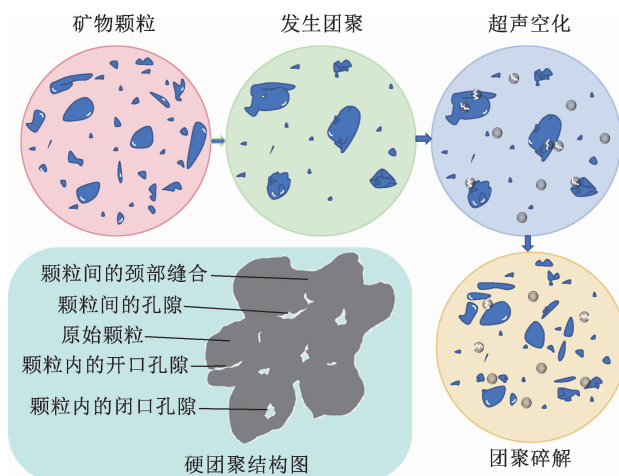 矿物颗粒
发生团聚
超声空化
颗粒间的颈部缝合
颗粒间的孔隙
原始颗粒
颗粒内的开口孔隙
颗粒内的闭口孔隙
硬团聚结构图
团聚碎解